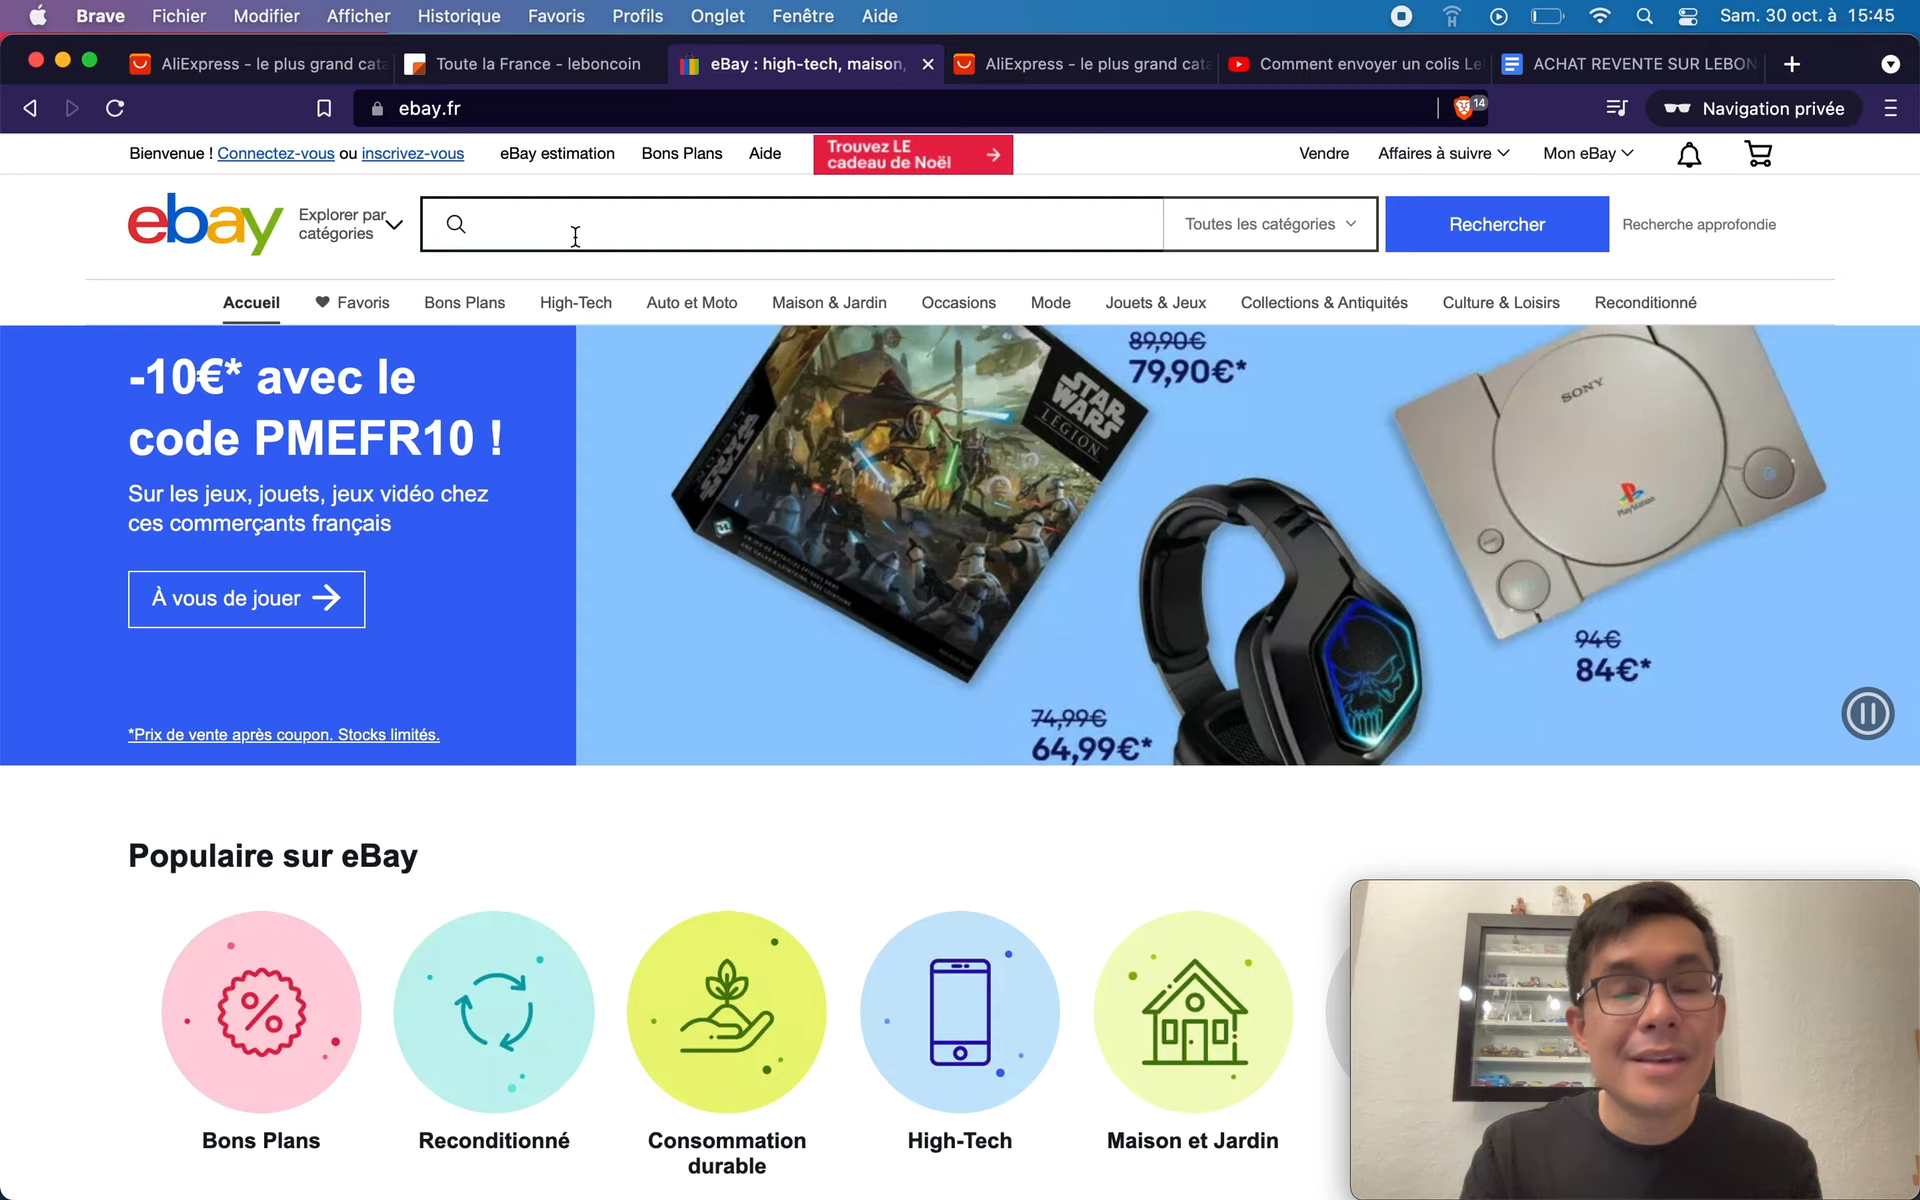 Brave Fichier Modifier Afficher Historique Favoris Profils Onglet Fenêtre Aide Sam. 30 oct. à 15:45
AliExpress - le plus grand cata Toute la France - leboncoin eBay : high-tech, maison, AliExpress - le plus grand cata Comment envoyer un colis Le ACHAT REVENTE SUR LEBON
ebay.fr 14 Navigation privée
Bienvenue ! Connectez-vous ou inscrivez-vous eBay estimation Bons Plans Aide
Trouvez LE
cadeau de Noël
Vendre Affaires à suivre Mon eBay
ebay
Explorer par
catégories
Toutes les catégories Rechercher Recherche approfondie
Accueil Favoris Bons Plans High-Tech Auto et Moto Maison & Jardin Occasions Mode Jouets & Jeux Collections & Antiquités Culture & Loisirs Reconditionné
-10€* avec le
code PMEFR10 !
Sur les jeux, jouets, jeux vidéo chez
ces commerçants français
À vous de jouer
*Prix de vente après coupon. Stocks limités.
89,90€
79,90€*
STAR
WARS
LÉGION
SONY
PlayStation
94€
84€*
74,99€
64,99€*
Populaire sur eBay
Bons Plans
Reconditionné
Consommation
durable
High-Tech
Maison et Jardin